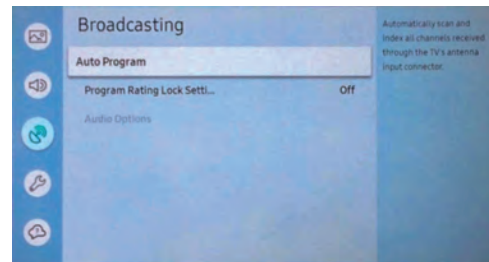 Broadcasting
Auto Program
Program Rating Lock Setti...
Off
Audio Options
Automatically scan and
index all channels received
through the TV's antenna
input connector.